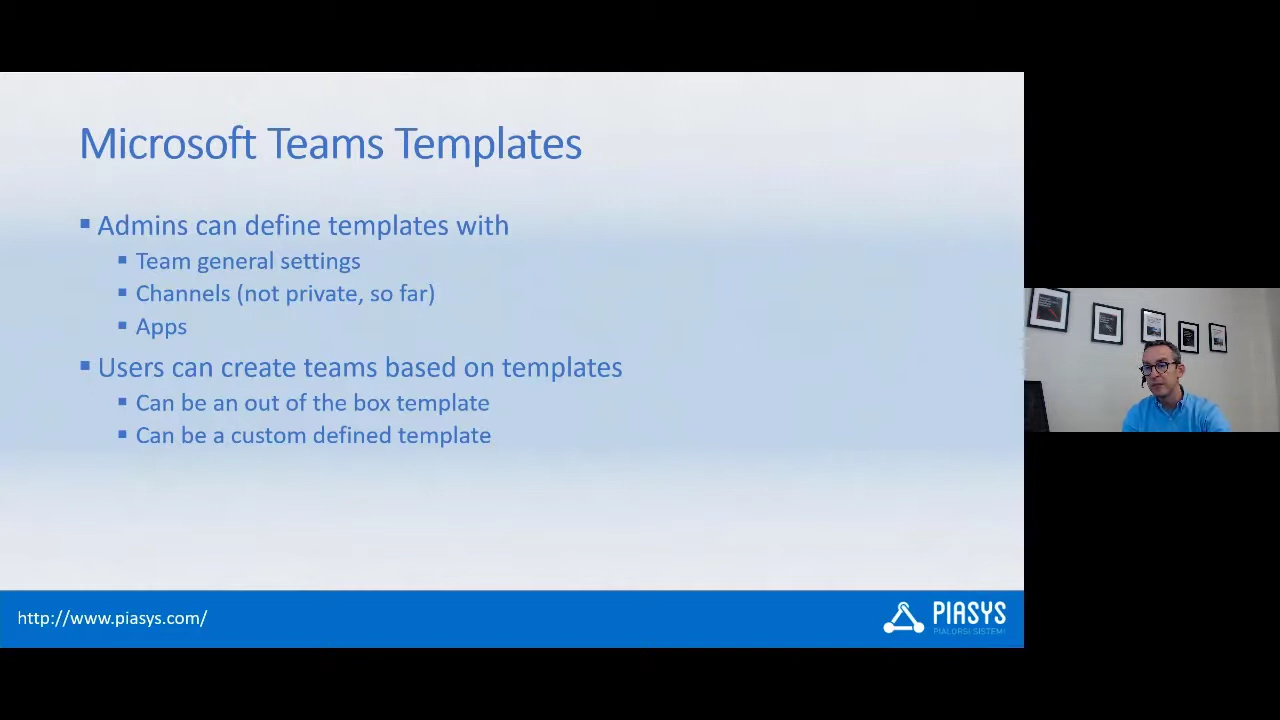 Microsoft Teams Templates
▪ Admins can define templates with
▪ Team general settings
▪ Channels (not private, so far)
▪ Apps
▪ Users can create teams based on templates
▪ Can be an out of the box template
▪ Can be a custom defined template
http://www.piasys.com/
PIASYS
PIALORSI SISTEMI